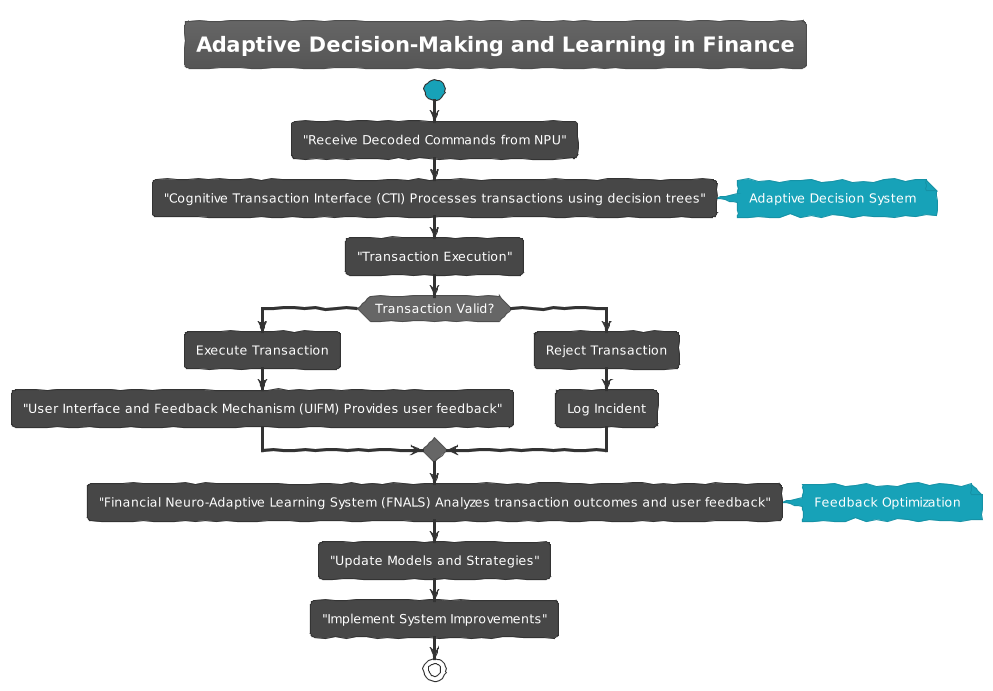 Adaptive Decision-Making and Learning in Finance
"Receive Decoded Commands from NPU"
"Cognitive Transaction Interface (CTI) Processes transactions using decision trees"
Adaptive Decision System
"Transaction Execution"
Transaction Valid?
Execute Transaction
Reject Transaction
"User Interface and Feedback Mechanism (UIFM) Provides user feedback"
Log Incident
"Financial Neuro-Adaptive Learning System (FNALS) Analyzes transaction outcomes and user feedback"
Feedback Optimization
"Update Models and Strategies"
"Implement System Improvements"